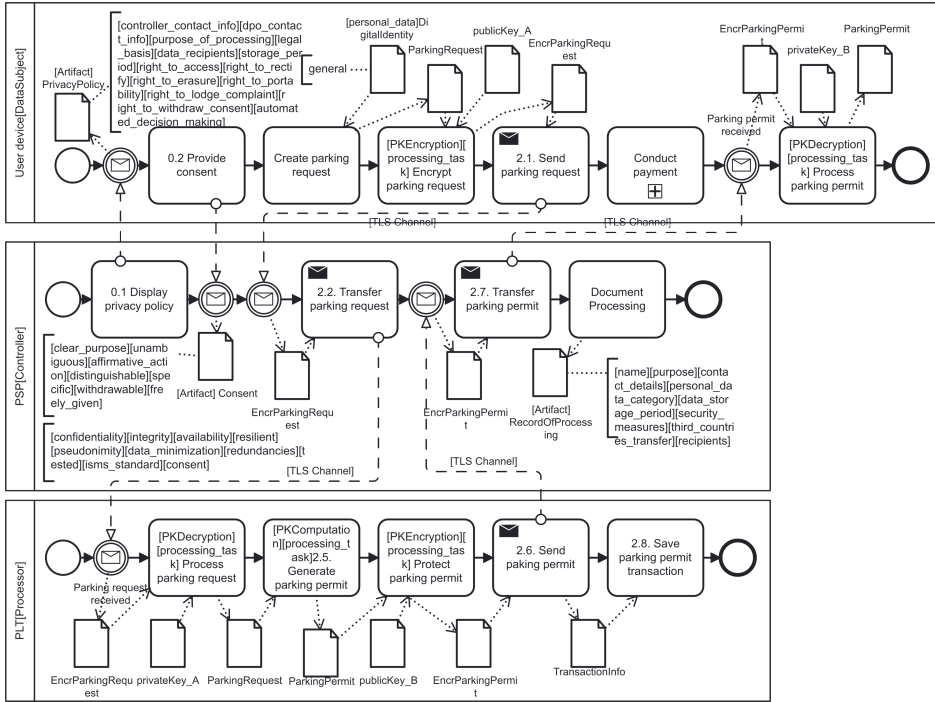 User device[DataSubject]
[Artifact]
PrivacyPolicy
[controller_contact_info][dpo_contac
t_info][purpose_of_processing][legal
_basis][data_recipients][storage_per
iod][right_to_access][right_to_recti
fy][right_to_erasure][right_to_porta
bility][right_to_lodge_complaint][r
ight_to_withdraw_consent][automat
ed_decision_making]
general
[personal_data]Di
gitalIdentity
ParkingRequest
publicKey_A
EncrParkingRequ
est
EncrParkingPermi
t
privateKey_B
ParkingPermit
0.2 Provide
consent
Create parking
request
[PKEncryption][
processing_tas
k] Encrypt
parking request
2.1. Send
parking request
Conduct
payment
Parking permit
received
[PKDecryption]
[processing_tas
k] Process
parking permit
[TLS Channel]
[TLS Channel]
PSP[Controller]
0.1 Display
privacy policy
2.2. Transfer
parking request
2.7. Transfer
parking permit
Document
Processing
[clear_purpose][unamb
iguous][affirmative_acti
on][distinguishable][spe
cific][withdrawable][fre
ely_given]
[Artifact] Consent
EncrParkingRequ
est
EncrParkingPermi
t
[Artifact]
RecordOfProcess
ing
[name][purpose][conta
ct_details][personal_da
ta_category][data_stor
age_period][security_
measures][third_countri
es_transfer][recipients]
[confidentiality][integrity][availability][resilient]
[pseudonimity][data_minimization][redundancies][t
ested][isms_standard][consent]
[TLS Channel]
[TLS Channel]
PLT[Processor]
Parking request
received
[PKDecryption]
[processing_tas
k] Process
parking request
[PKComputatio
n][processing_t
ask]2.5.
Generate
parking permit
[PKEncryption][
processing_tas
k] Protect
parking permit
2.6. Send
paking permit
2.8. Save
parking permit
transaction
EncrParkingRequ
est
privateKey_A
ParkingRequest
ParkingPermit
publicKey_B
EncrParkingPermi
t
TransactionInfo